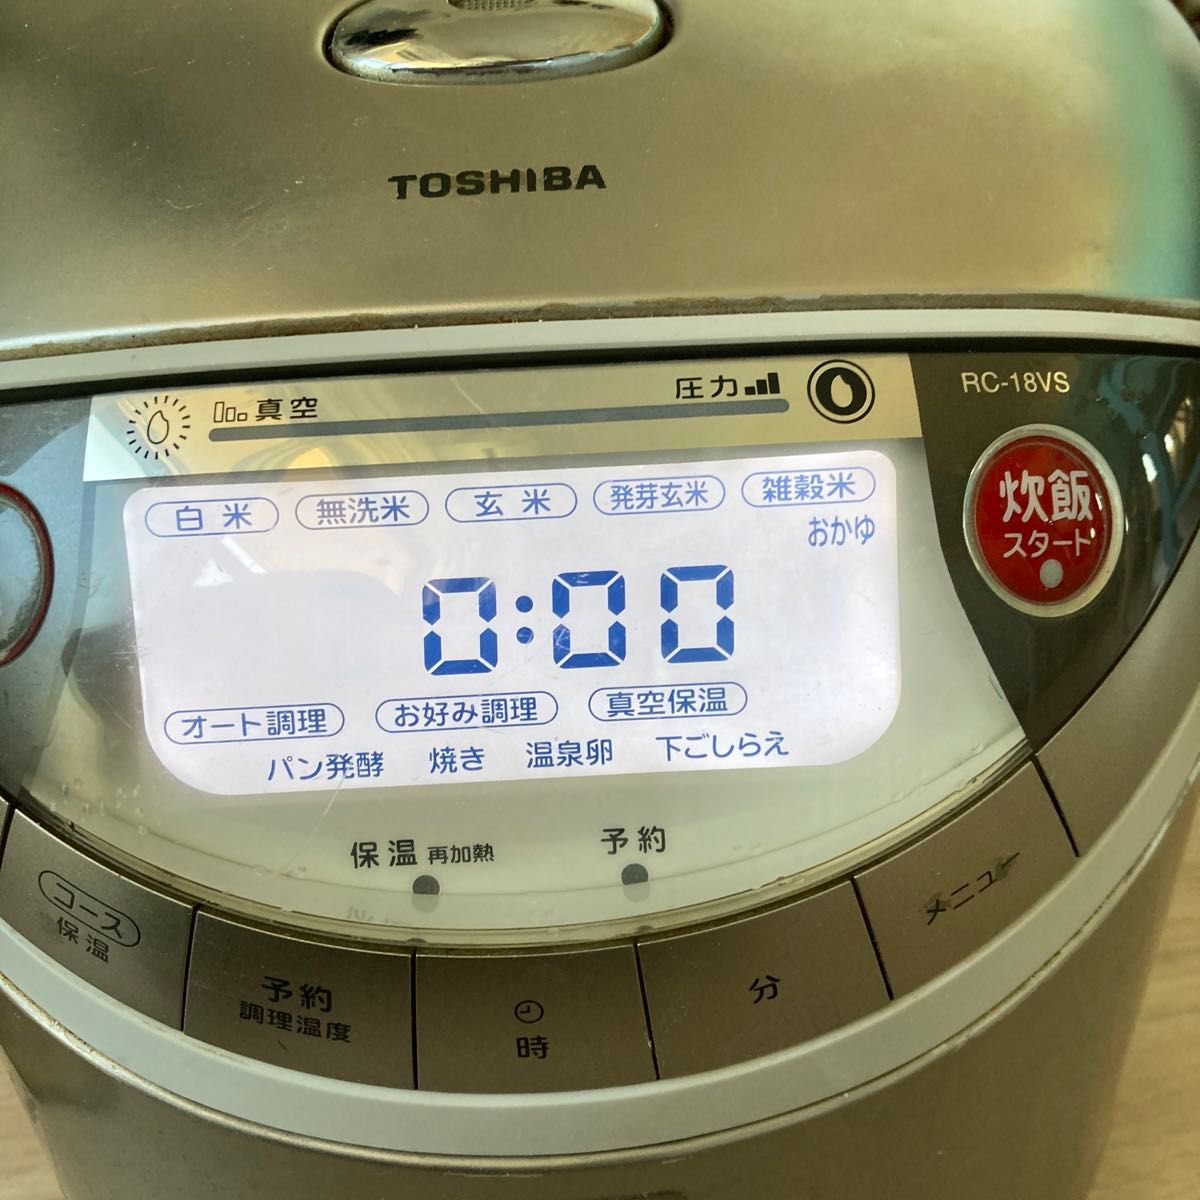 TOSHIBA
真空
圧力
RC-18VS
白米 無洗米 玄米 発芽玄米 雑穀米
おかゆ
炊飯
スタート
0:00
オート調理 お好み調理 真空保温
パン発酵 焼き 温泉卵 下ごしらえ
保温 再加熱 予約
コース
保温
予約
調理温度
時
分
メニュー